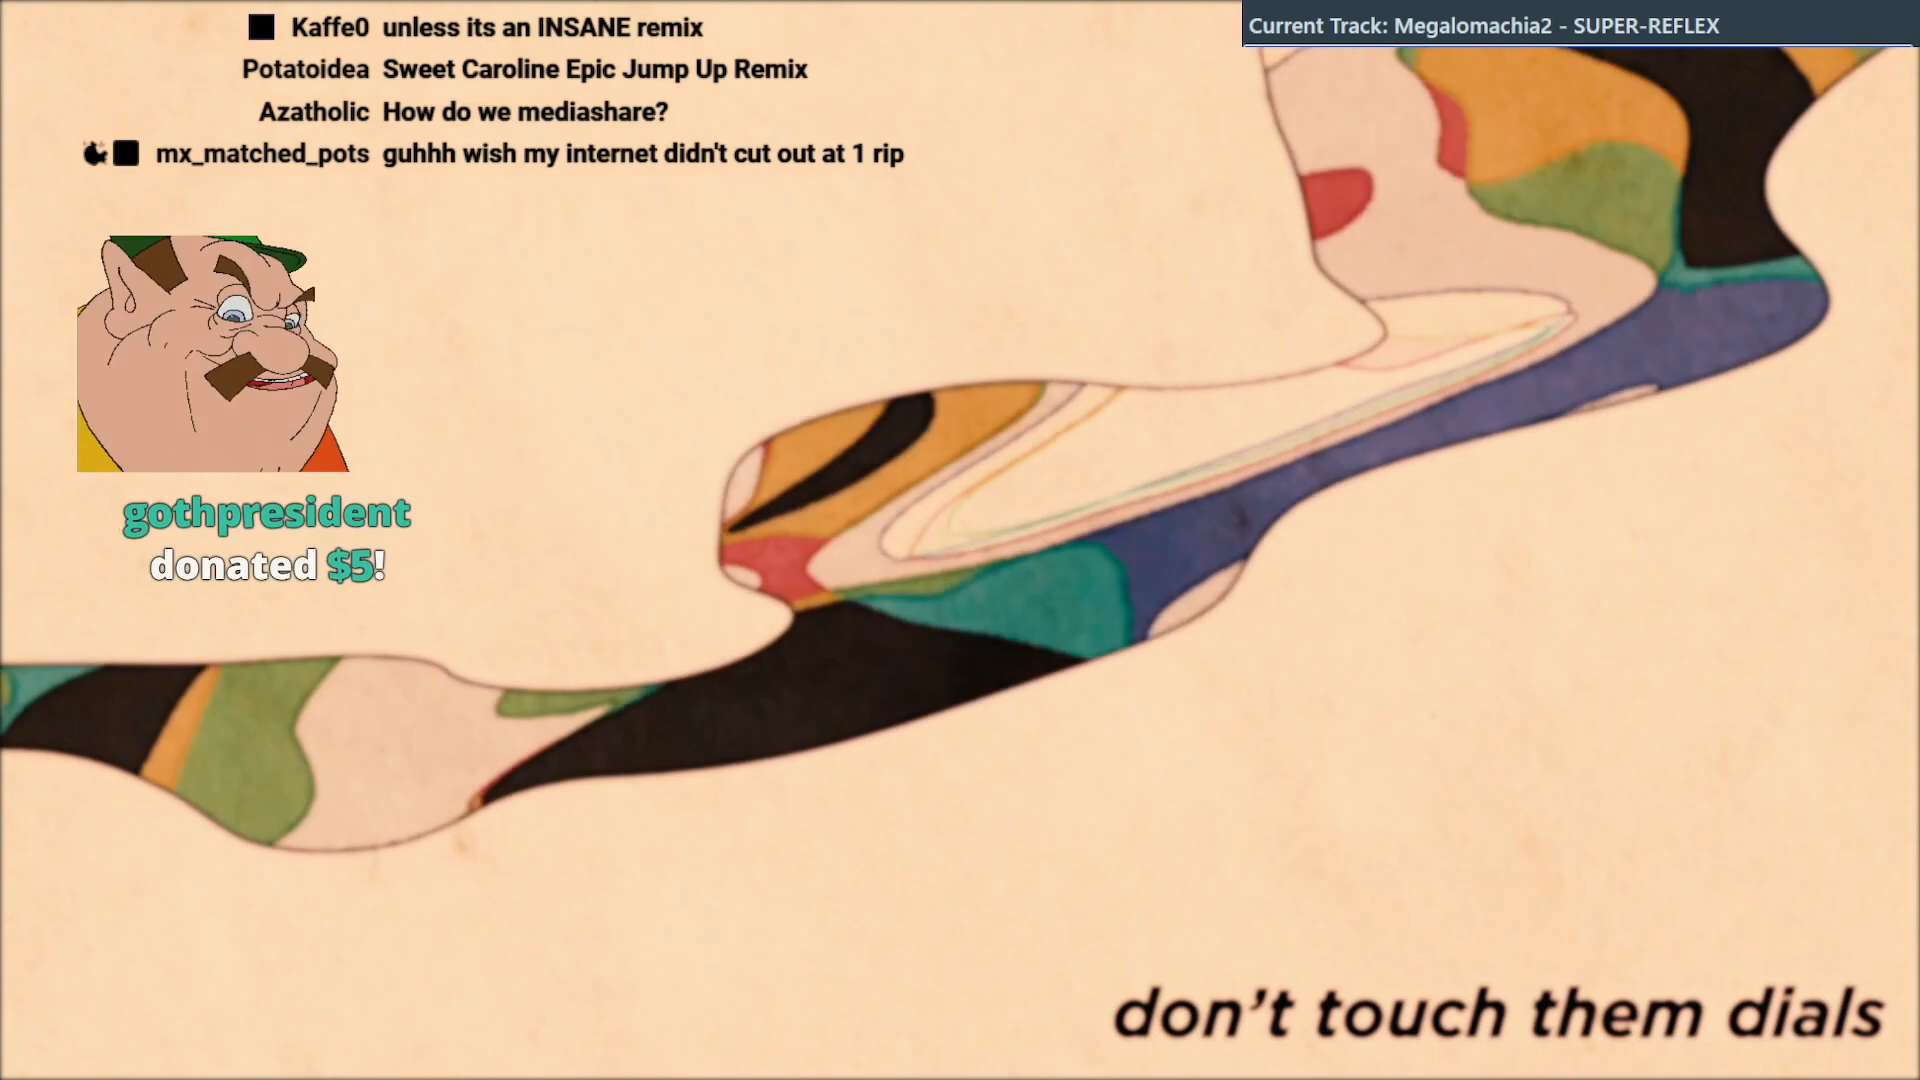 Kaffe0 unless its an INSANE remix
Potatoidea Sweet Caroline Epic Jump Up Remix
Azatholic How do we mediashare?
mx_matched_pots guhhh wish my internet didn't cut out at 1 rip
Current Track: Megalomachia2 - SUPER-REFLEX
gothpresident
donated $5!
don't touch them dials